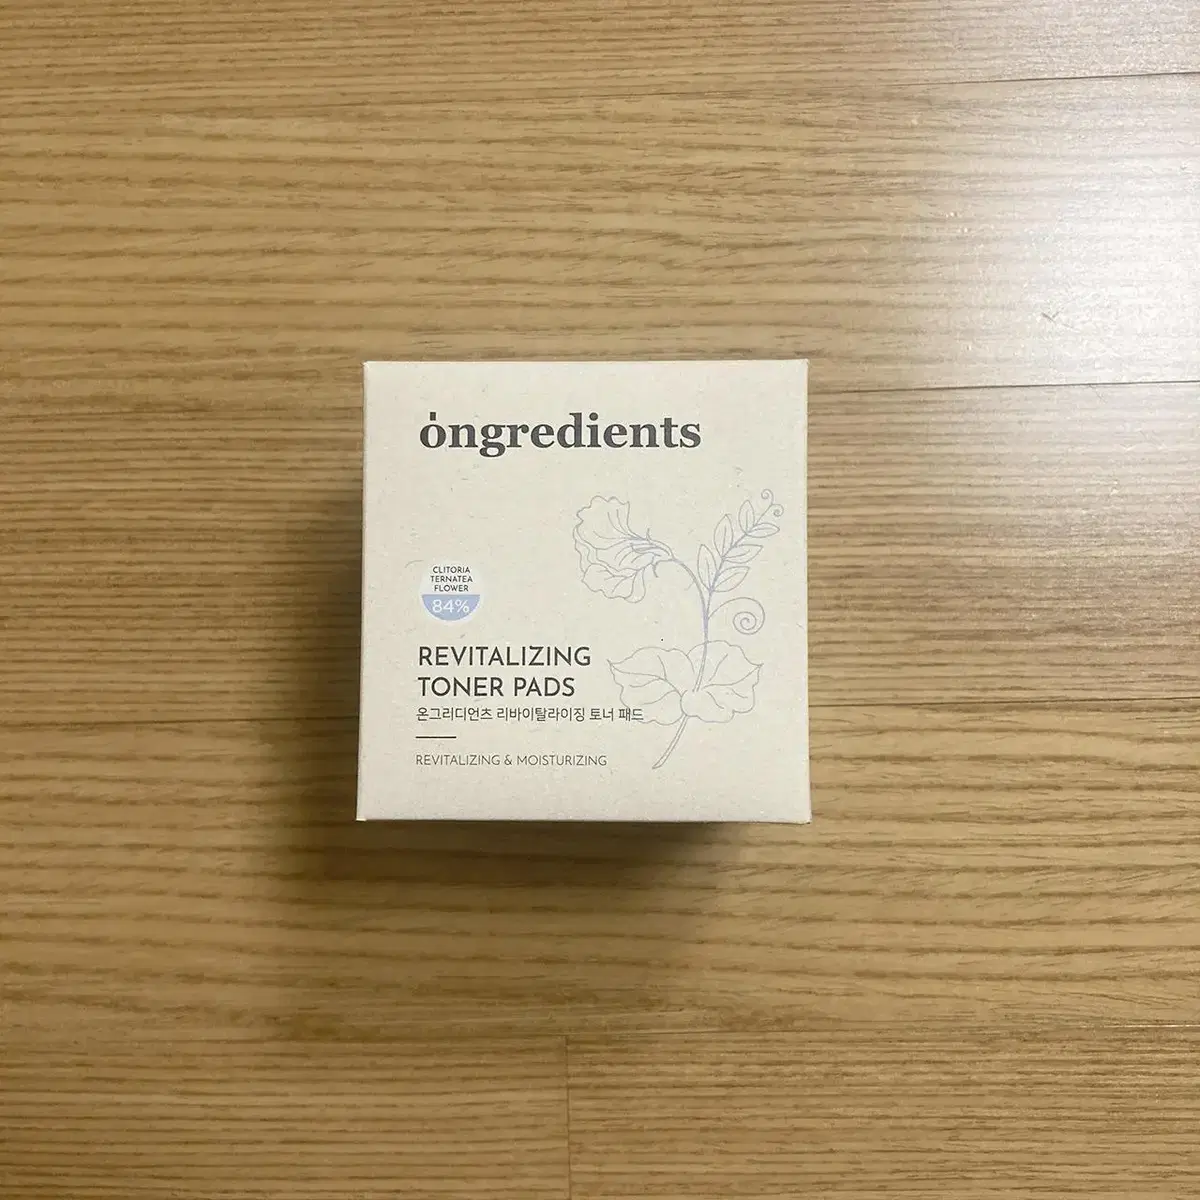 ongredients
CLITORIA
TERNATEA
FLOWER
84%
REVITALIZING
TONER PADS
온그리디언츠 리바이탈라이징 토너 패드
REVITALIZING & MOISTURIZING